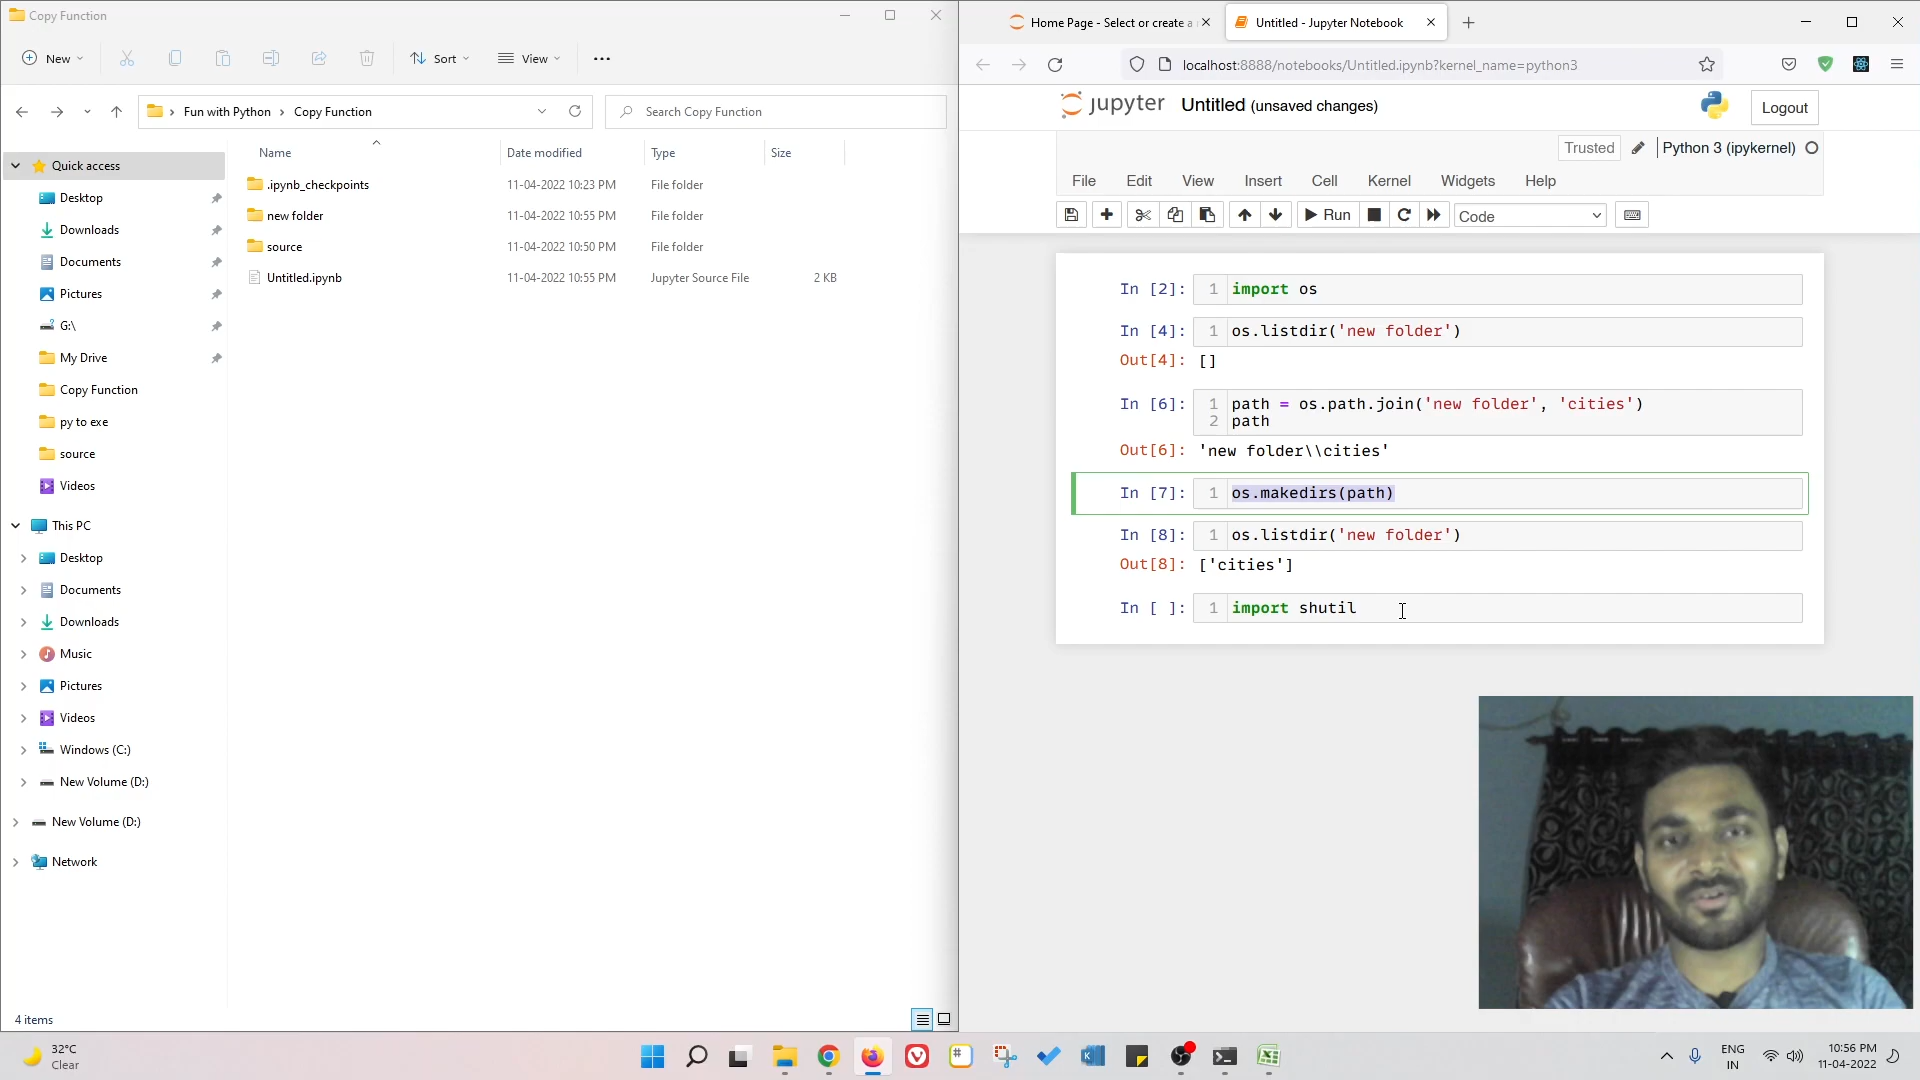 Copy Function
New
Sort
View
Fun with Python
Copy Function
Search Copy Function
Name
Date modified
Type
Size
.ipynb_checkpoints
11-04-2022 10:23 PM
File folder
new folder
11-04-2022 10:55 PM
File folder
source
11-04-2022 10:50 PM
File folder
Untitled.ipynb
11-04-2022 10:55 PM
Jupyter Source File
2 KB
Quick access
Desktop
Downloads
Documents
Pictures
G:\
My Drive
Copy Function
py to exe
source
Videos
This PC
Desktop
Documents
Downloads
Music
Pictures
Videos
Windows (C:)
New Volume (D:)
New Volume (D:)
Network
4 items
Home Page - Select or create a
Untitled - Jupyter Notebook
localhost:8888/notebooks/Untitled.ipynb?kernel_name=python3
jupyter
Untitled (unsaved changes)
Logout
Trusted
Python 3 (ipykernel)
File
Edit
View
Insert
Cell
Kernel
Widgets
Help
Run
Code
In [2]:
1 import os
In [4]:
1 os.listdir('new folder')
Out[4]: []
In [6]:
1 path = os.path.join('new folder', 'cities')
2 path
Out[6]: 'new folder\\cities'
In [7]:
1 os.makedirs(path)
In [8]:
1 os.listdir('new folder')
Out[8]: ['cities']
In [ ]:
1 import shutil
32°C
Clear
ENG
IN
10:56 PM
11-04-2022